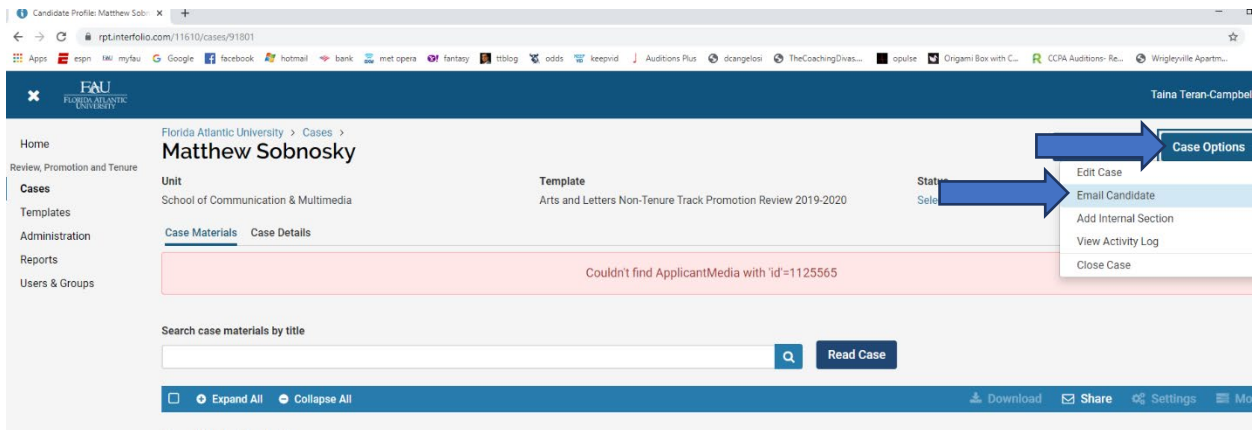 Candidate Profile: Matthew Sobn
rpt.interfolio.com/11610/cases/91801
Apps espn myfau Google facebook hotmail bank met opera fantasy ttblog odds keepvid Auditions Plus dcangelosi TheCoachingDivas... opulse Origami Box with C... CCPA Auditions- Re... Wrigleyville Apartm...
FAU
FLORIDA ATLANTIC
UNIVERSITY
Taina Teran-Campbel
Home
Review, Promotion and Tenure
Cases
Templates
Administration
Reports
Users & Groups
Florida Atlantic University > Cases >
Matthew Sobnosky
Case Options
Edit Case
Email Candidate
Add Internal Section
View Activity Log
Close Case
Unit
School of Communication & Multimedia
Template
Arts and Letters Non-Tenure Track Promotion Review 2019-2020
Status
Sele
Case Materials Case Details
Couldn't find ApplicantMedia with 'id'=1125565
Search case materials by title
Read Case
Expand All Collapse All Download Share Settings Mo